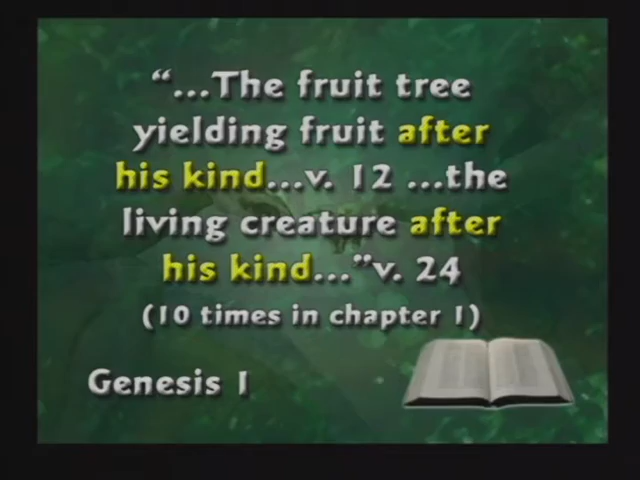 “...The fruit tree
yielding fruit after
his kind...v. 12 ...the
living creature after
his kind...”v. 24
(10 times in chapter 1)
Genesis 1